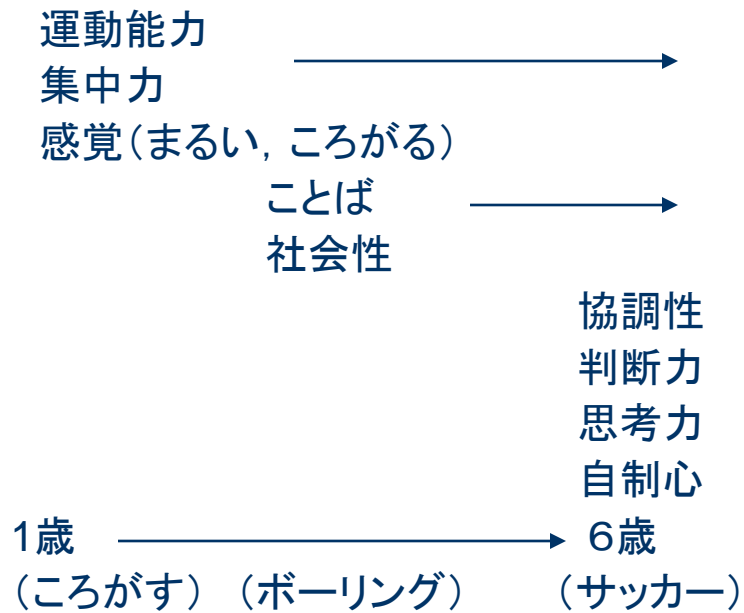 運動能力
集中力
感覚（まるい，ころがる）
ことば
社会性
協調性
判断力
思考力
自制心
1歳 ６歳
（ころがす）（ボーリング） （サッカー）